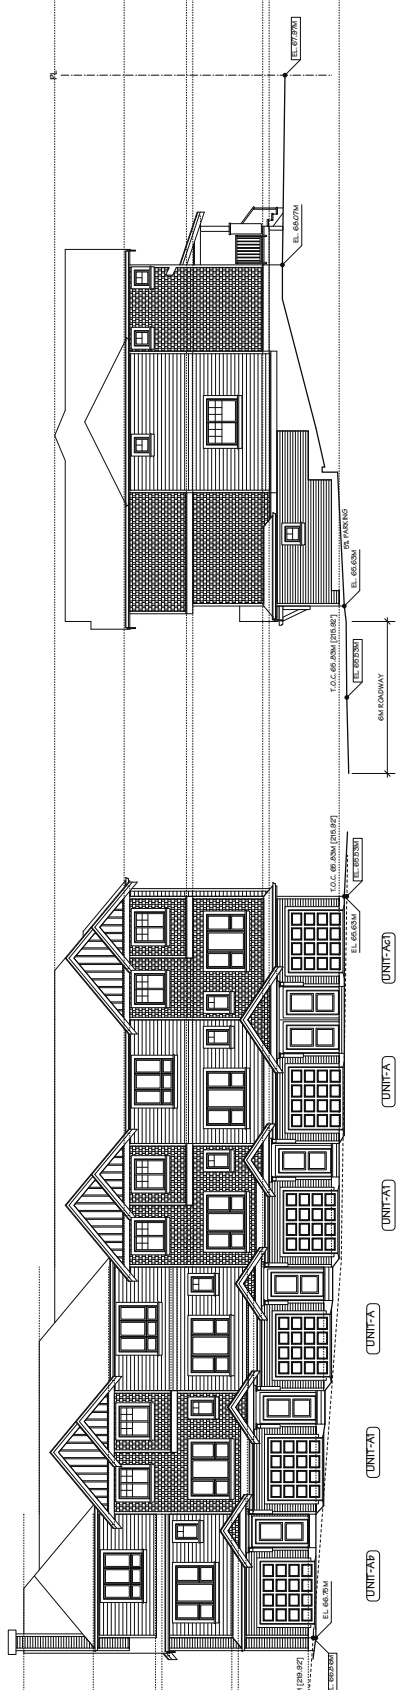 PL
EL. 67.87M
EL. 68.07M
5% PARKING
EL. 65.63M
T.O.C. 65.83M [215.92']
EL. 65.53M
6M ROADWAY
T.O.C. 65.83M [215.92']
EL. 65.53M
EL. 65.63M
UNIT-Ac1
UNIT-A
UNIT-A1
UNIT-A
UNIT-A1
UNIT-Ab
EL. 66.75M
[219.92']